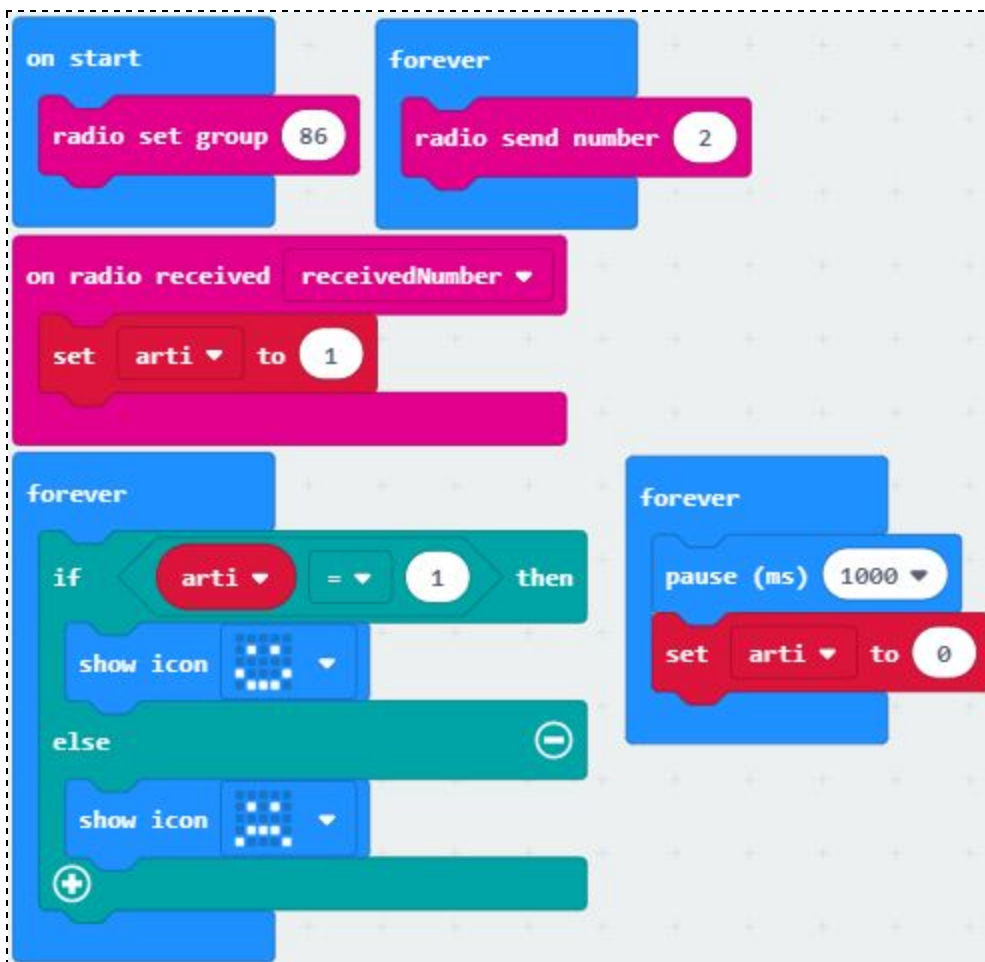 on start
radio set group 86
forever
radio send number 2
on radio received receivedNumber
set arti to 1
forever
if arti = 1 then
show icon
else
show icon
forever
pause (ms) 1000
set arti to 0